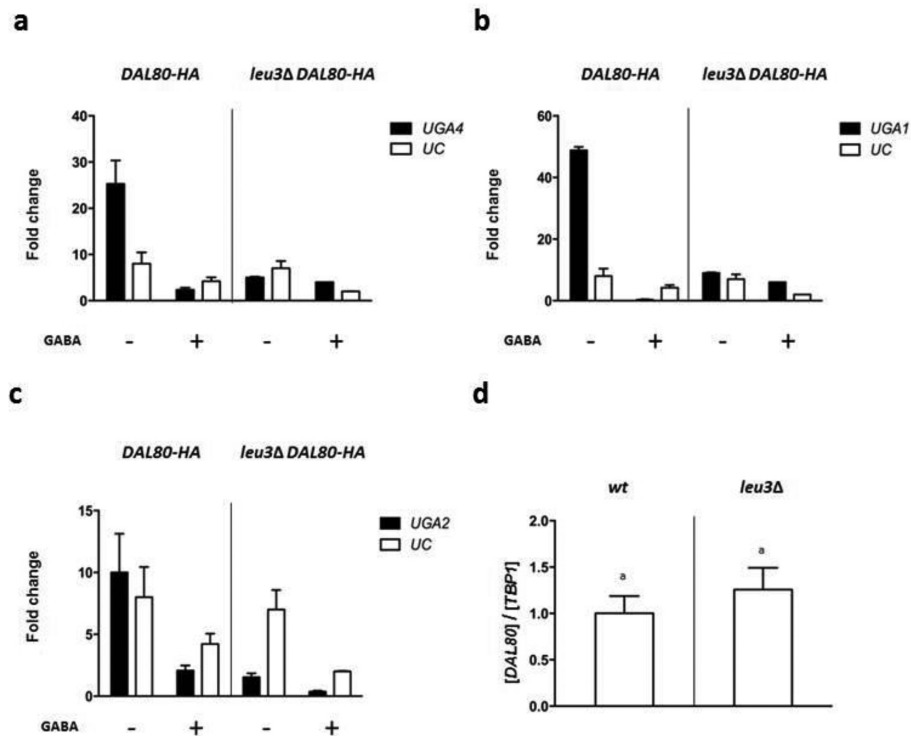 a
DAL80-HA leu3Δ DAL80-HA
40
30
20
10
0
Fold change
UGA4
UC
GABA - + - +
b
DAL80-HA leu3Δ DAL80-HA
60
40
20
0
Fold change
UGA1
UC
GABA - + - +
c
DAL80-HA leu3Δ DAL80-HA
15
10
5
0
Fold change
UGA2
UC
GABA - + - +
d
wt leu3Δ
2.0
1.5
1.0
0.5
0.0
[DAL80] / [TBP1]
a a